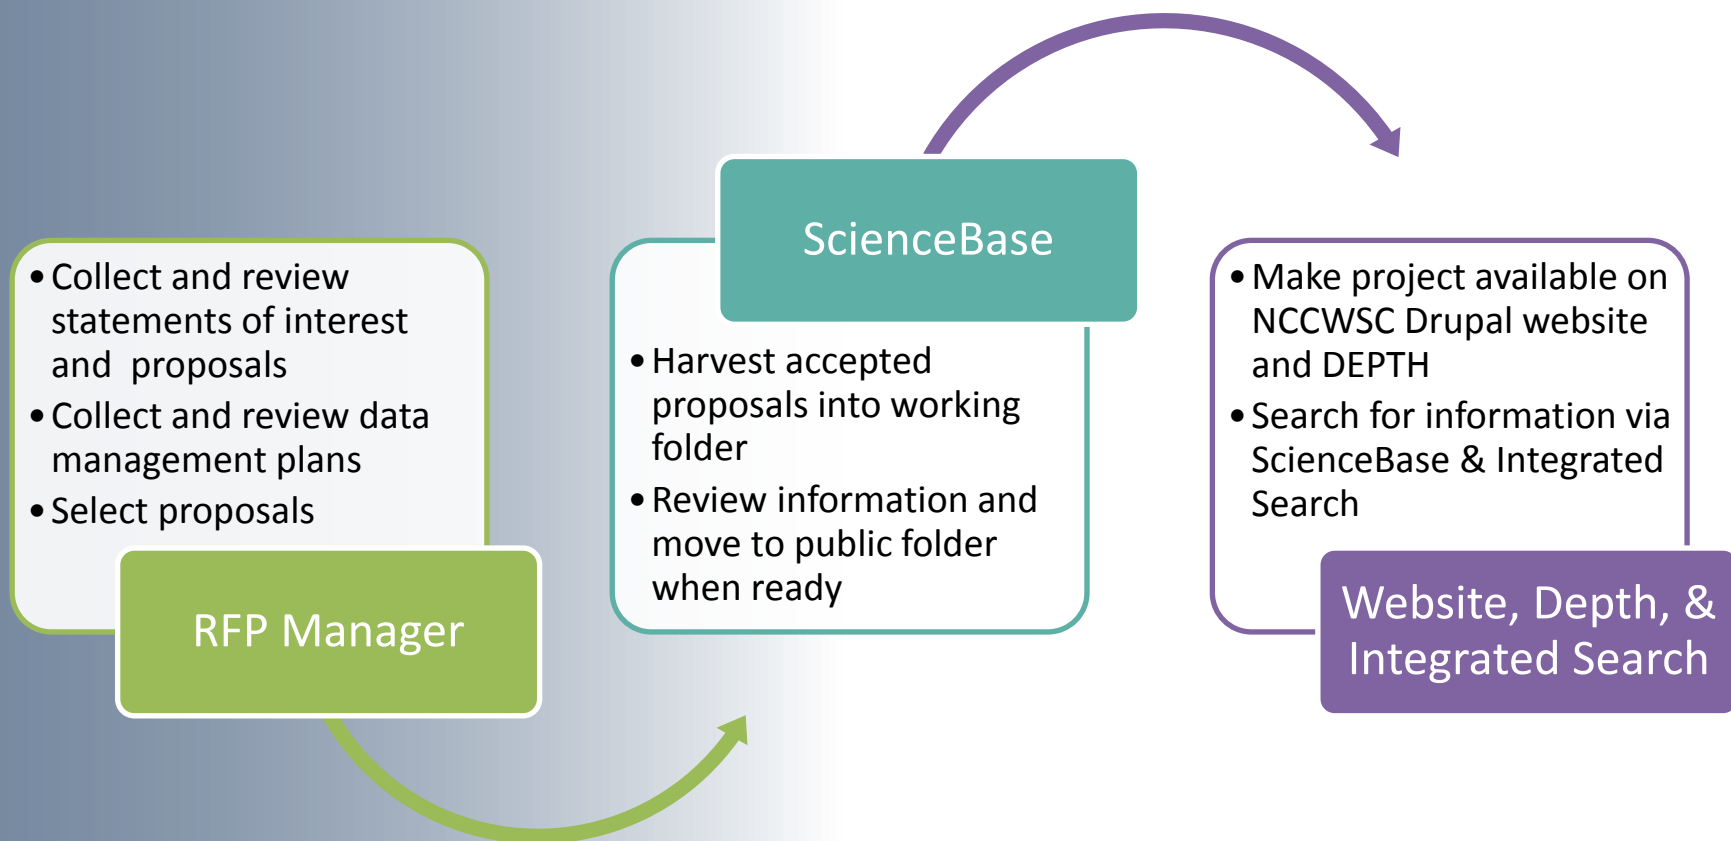 • Collect and review
statements of interest
and  proposals
• Collect and review data
management plans
• Select proposals
RFP Manager
ScienceBase
• Harvest accepted
proposals into working
folder
• Review information and
move to public folder
when ready
• Make project available on
NCCWSC Drupal website
and DEPTH
• Search for information via
ScienceBase & Integrated
Search
Website, Depth, &
Integrated Search